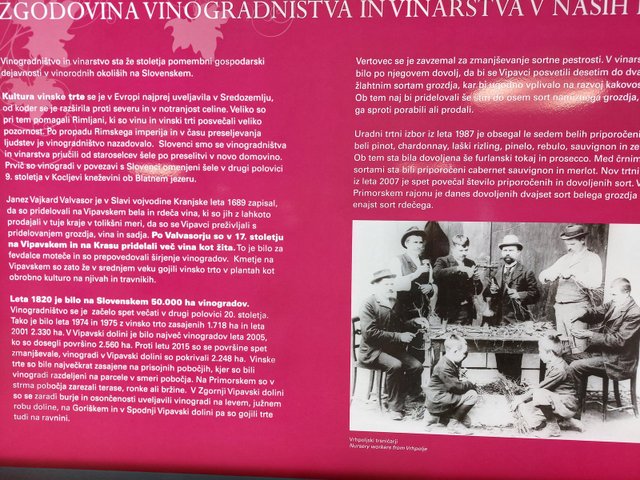 ZGODOVINA VINOGRADNIŠTVA IN VINARSTVA V NAŠIH
Vinogradništvo in vinarstvo sta že stoletja pomembni gospodarski
dejavnosti v vinorodnih okoliših na Slovenskem.
Kultura vinske trte se je v Evropi najprej uveljavila v Sredozemlju,
od koder se je razširila proti severu in v notranjost celine. Veliko so
pri tem pomagali Rimljani, ki so vinu in vinski trti posvečali veliko
pozornost. Po propadu Rimskega imperija in v času preseljevanja
ljudstev je vinogradništvo nazadovalo. Slovenci smo se vinogradništva
in vinarstva priučili od staroselcev šele po preselitvi v novo domovino.
Prvič so vinogradi v povezavi s Slovenci omenjeni šele v drugi polovici
9. stoletja v Kocljevi kneževini ob Blatnem jezeru.
Janez Vajkard Valvasor je v Slavi vojvodine Kranjske leta 1689 zapisal,
da so pridelovali na Vipavskem bela in rdeča vina, ki so jih z lahkoto
prodajali v tuje kraje v tolikšni meri, da so se Vipavci preživljali s
pridelovanjem grozdja, vina in sadja. Po Valvasorju so v 17. stoletju
na Vipavskem in na Krasu pridelali več vina kot žita. To je bilo za
fevdalce moteče in so prepovedovali širjenje vinogradov. Kmetje na
Vipavskem so zato že v srednjem veku gojili vinsko trto v plantah kot
obrobno kulturo na njivah in travnikih.
Leta 1820 je bilo na Slovenskem 50.000 ha vinogradov.
Vinogradništvo se je začelo spet večati v drugi polovici 20. stoletja.
Tako je bilo leta 1974 in 1975 z vinsko trto zasajenih 1.718 ha in leta
2001 2.330 ha. V Vipavski dolini je bilo največ vinogradov leta 2005,
ko so dosegli površino 2.560 ha. Proti letu 2015 so se površine spet
zmanjševale, vinogradi v Vipavski dolini so pokrivali 2.248 ha. Vinske
trte so bile največkrat zasajene na prisojnih pobočjih, kjer so bili
vinogradi razdeljeni na parcele v smeri pobočja. Na Primorskem so v
strma pobočja zarezali terase, ronke ali bržine. V Zgornji Vipavski dolini
so se zaradi burje in osončenosti uveljavili vinogradi na levem, južnem
robu doline, na Goriškem in v Spodnji Vipavski dolini pa so gojili trte
tudi na ravnini.
Vertovec se je zavzemal za zmanjševanje sortne pestrosti. V vinars
bilo po njegovem dovolj, da bi se Vipavci posvetili desetim do dva
žlahtnim sortam grozdja, kar bi ugodno vplivalo na razvoj kakovos
Ob tem naj bi pridelovali še šest do osem sort namiznega grozdja,
ga sproti porabili ali prodali.
Uradni trtni izbor iz leta 1987 je obsegal le sedem belih priporočen
beli pinot, chardonnay, laški rizling, pinelo, rebulo, sauvignon in ze
Ob tem sta bila dovoljena še furlanski tokaj in prosecco. Med črnim
sortami sta bili priporočeni cabernet sauvignon in merlot. Nov trtni
iz leta 2007 je spet povečal število priporočenih in dovoljenih sort. V
Primorskem rajonu je danes dovoljenih dvajset sort belega grozdja
enajst sort rdečega.
Vrhpoljski trsničarji
Nursery workers from Vrhpolje